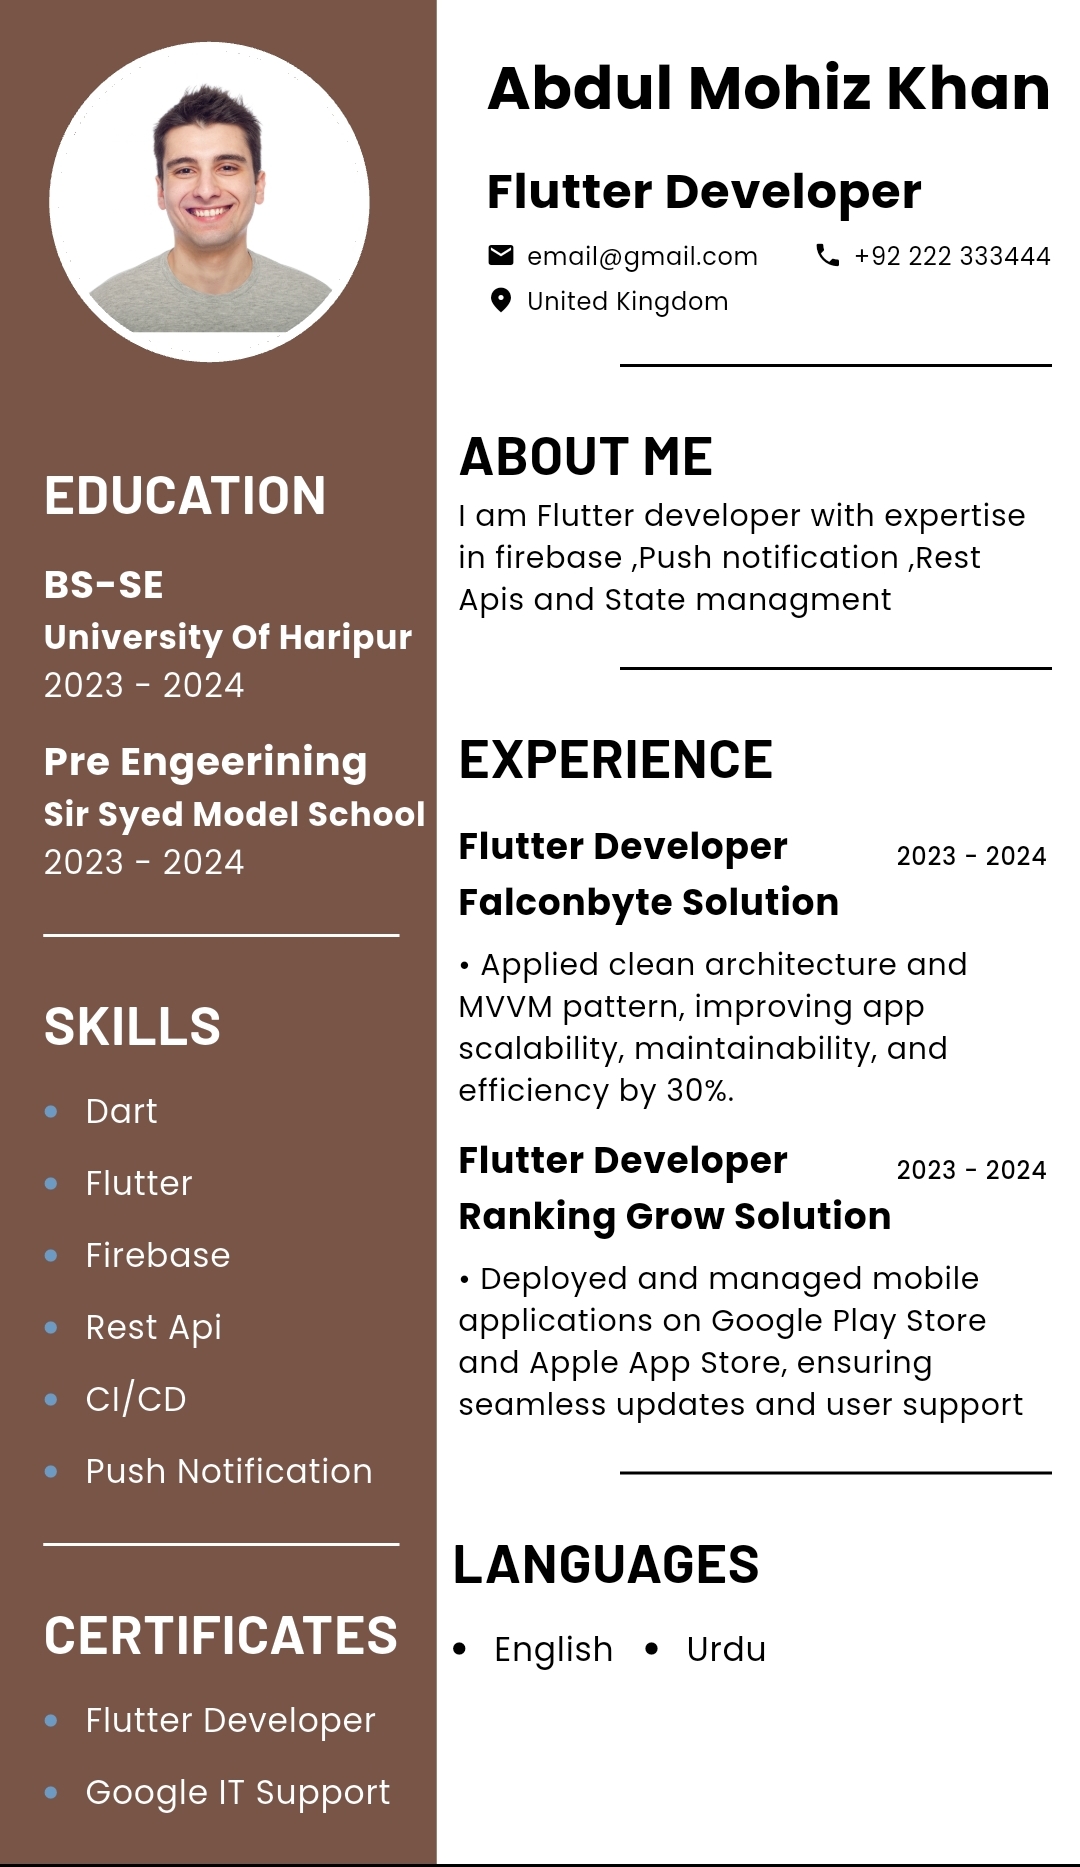 Abdul Mohiz Khan
Flutter Developer
email@gmail.com +92 222 333444
United Kingdom
EDUCATION
BS-SE
University Of Haripur
2023 - 2024
Pre Engeerining
Sir Syed Model School
2023 - 2024
SKILLS
• Dart
• Flutter
• Firebase
• Rest Api
• CI/CD
• Push Notification
CERTIFICATES
• Flutter Developer
• Google IT Support
ABOUT ME
I am Flutter developer with expertise
in firebase ,Push notification ,Rest
Apis and State managment
EXPERIENCE
Flutter Developer 2023 - 2024
Falconbyte Solution
• Applied clean architecture and
MVVM pattern, improving app
scalability, maintainability, and
efficiency by 30%.
Flutter Developer 2023 - 2024
Ranking Grow Solution
• Deployed and managed mobile
applications on Google Play Store
and Apple App Store, ensuring
seamless updates and user support
LANGUAGES
• English • Urdu